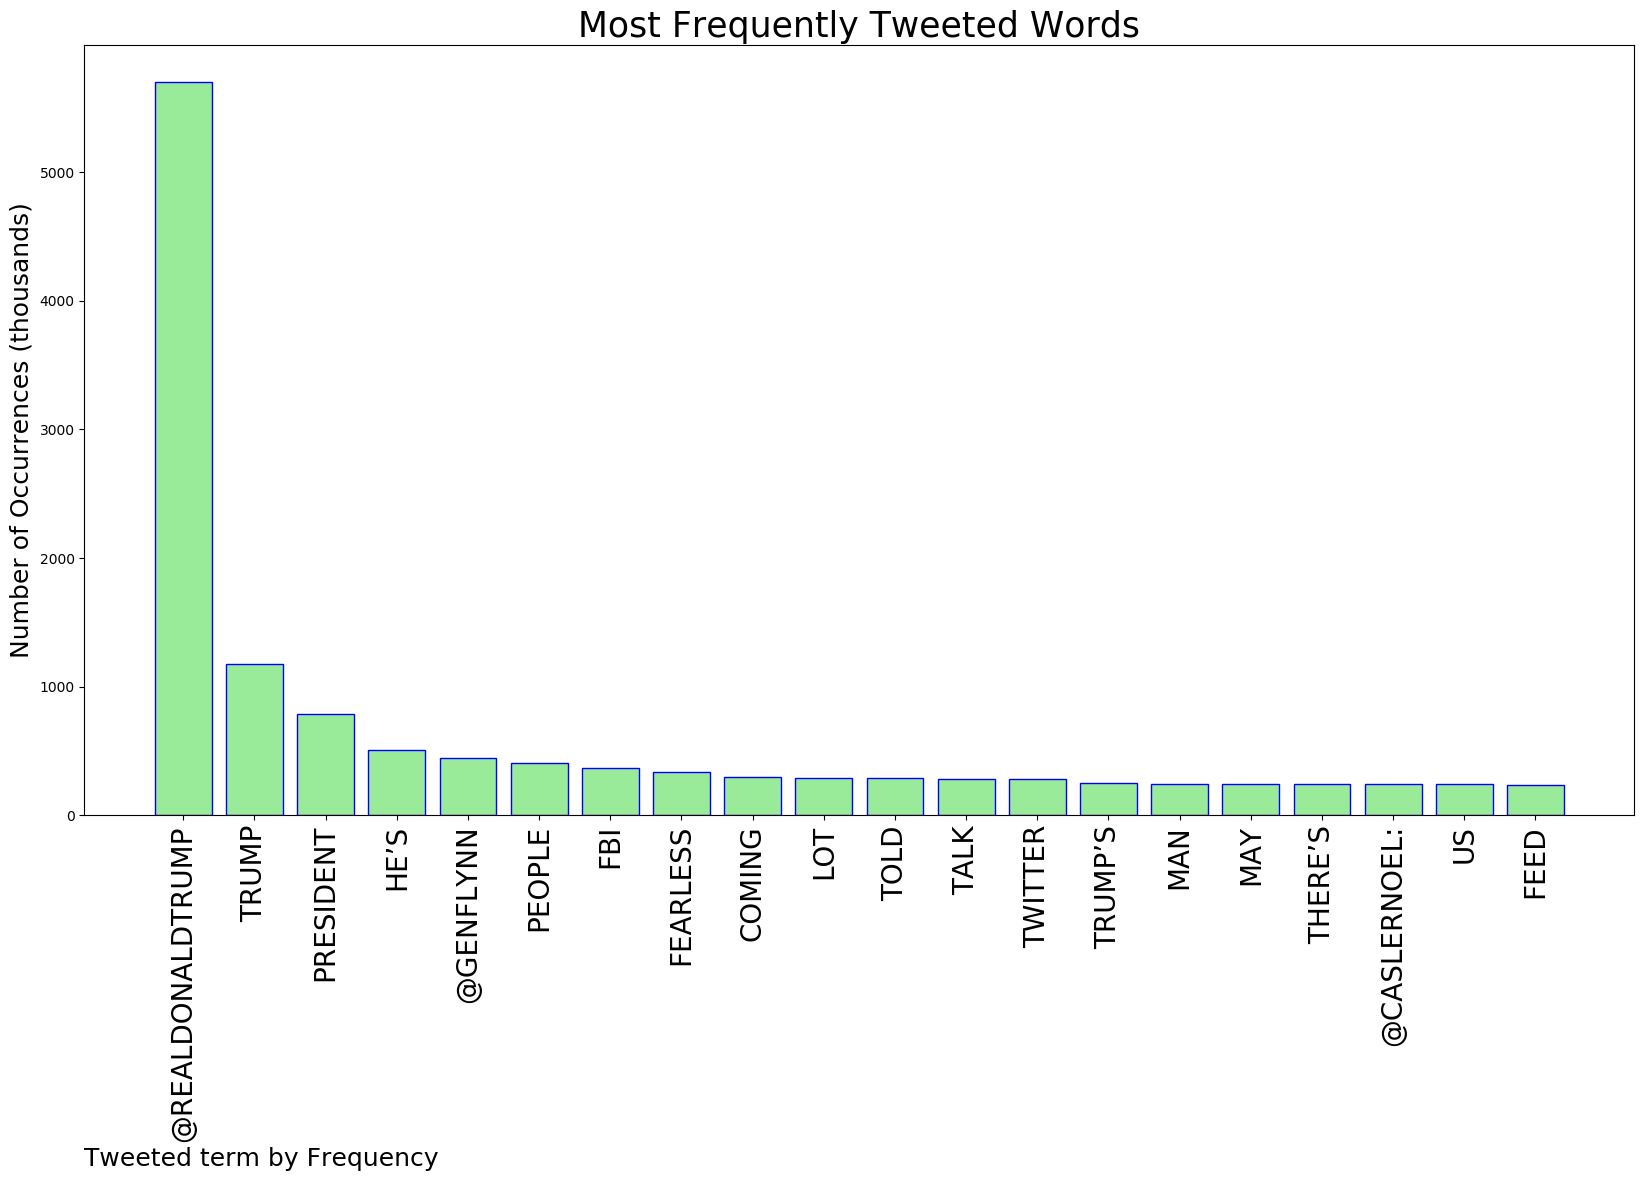 Most Frequently Tweeted Words
Number of Occurrences (thousands)
5000
4000
3000
2000
1000
0
@REALDONALDTRUMP
TRUMP
PRESIDENT
HE’S
@GENFLYNN
PEOPLE
FBI
FEARLESS
COMING
LOT
TOLD
TALK
TWITTER
TRUMP’S
MAN
MAY
THERE’S
@CASLERNOEL:
US
FEED
Tweeted term by Frequency